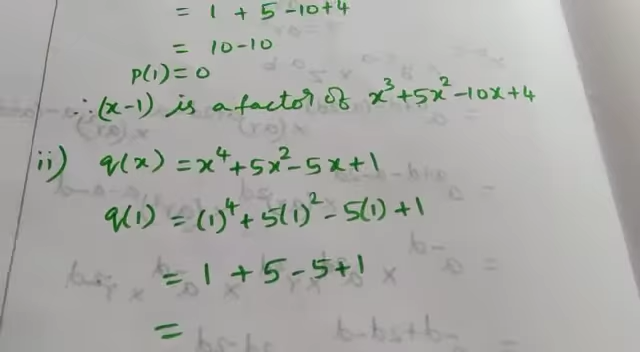 = 1 + 5 - 10 + 4
= 10 - 10
p(1) = 0
∴ (x-1) is a factor of x³ + 5x² - 10x + 4
ii) q(x) = x⁴ + 5x² - 5x + 1
q(1) = (1)⁴ + 5(1)² - 5(1) + 1
= 1 + 5 - 5 + 1
=